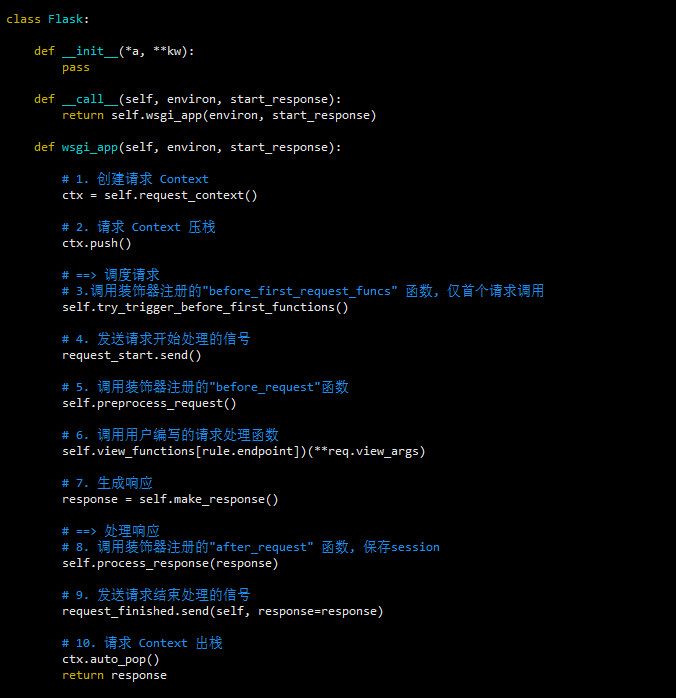 class Flask:
def __init__(*a, **kw):
pass
def __call__(self, environ, start_response):
return self.wsgi_app(environ, start_response)
def wsgi_app(self, environ, start_response):
# 1. 创建请求 Context
ctx = self.request_context()
# 2. 请求 Context 压栈
ctx.push()
# ==> 调度请求
# 3.调用装饰器注册的"before_first_request_funcs" 函数, 仅首个请求调用
self.try_trigger_before_first_functions()
# 4. 发送请求开始处理的信号
request_start.send()
# 5. 调用装饰器注册的"before_request"函数
self.preprocess_request()
# 6. 调用用户编写的请求处理函数
self.view_functions[rule.endpoint])(**req.view_args)
# 7. 生成响应
response = self.make_response()
# ==> 处理响应
# 8. 调用装饰器注册的"after_request" 函数, 保存session
self.process_response(response)
# 9. 发送请求结束处理的信号
request_finished.send(self, response=response)
# 10. 请求 Context 出栈
ctx.auto_pop()
return response